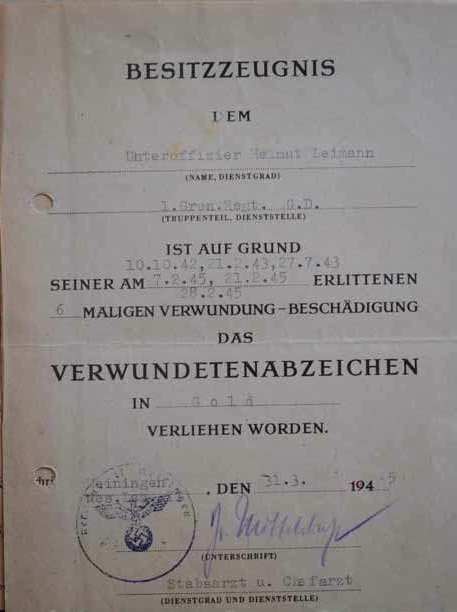 BESITZZEUGNIS
DEM
Unteroffizier Helmut Leimann
(NAME, DIENSTGRAD)
1.Gren.Regt. G.D.
(TRUPPENTEIL, DIENSTSTELLE)
IST AUF GRUND
10.10.42, 21.2.43, 27.7.43
SEINER AM 7.2.45, 21.2.45 ERLITTENEN
28.2.45
6 MALIGEN VERWUNDUNG-BESCHÄDIGUNG
DAS
VERWUNDETENABZEICHEN
IN Gold
VERLIEHEN WORDEN.
Meiningen
Res.
, DEN 31.3. 1945
(UNTERSCHRIFT)
Stabsarzt u. Chefarzt
(DIENSTGRAD UND DIENSTSTELLE)